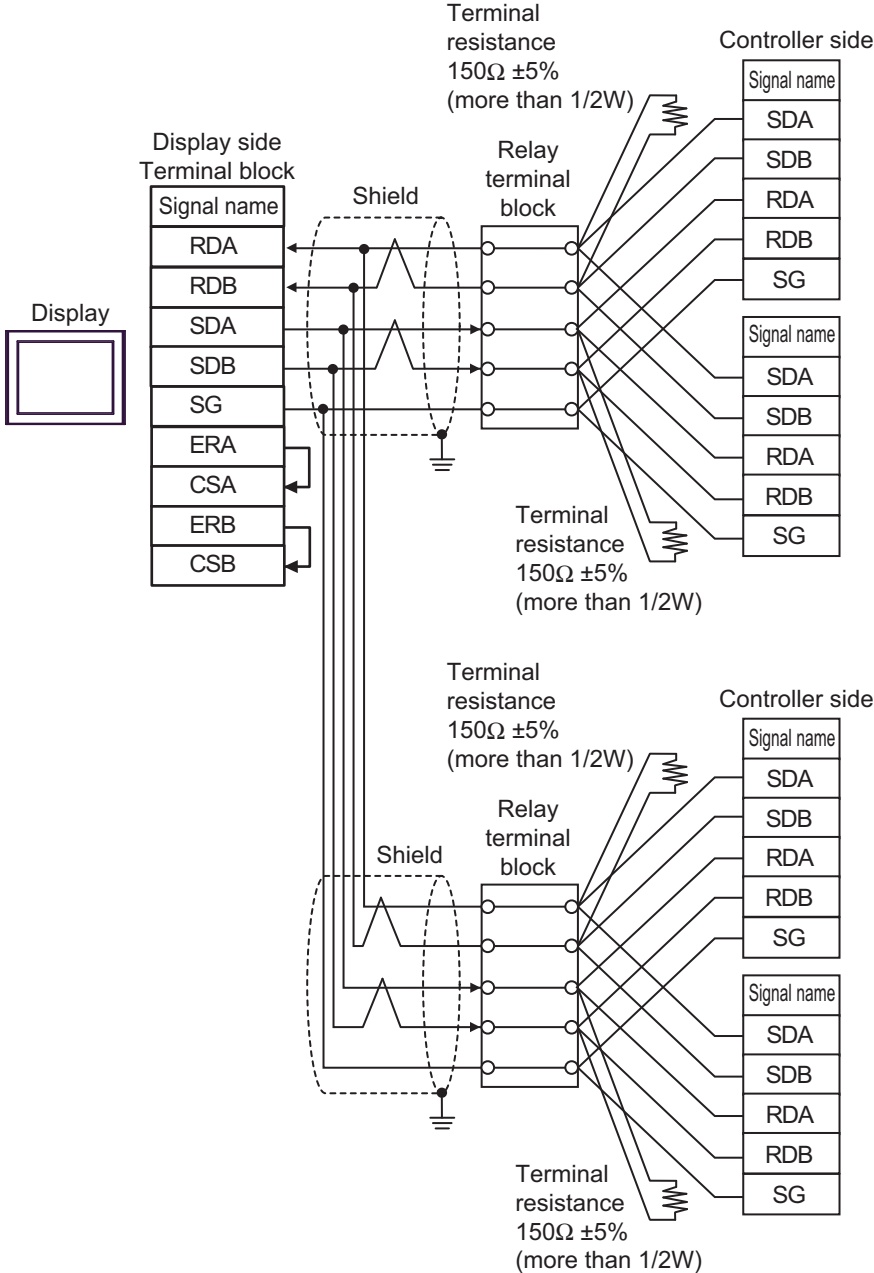 Terminal
resistance
150Ω ±5%
(more than 1/2W)
Controller side
Signal name
SDA
SDB
RDA
RDB
SG
Display side
Terminal block
Signal name
RDA
RDB
SDA
SDB
SG
ERA
CSA
ERB
CSB
Shield
Relay
terminal
block
Display
Signal name
SDA
SDB
RDA
RDB
SG
Terminal
resistance
150Ω ±5%
(more than 1/2W)
Terminal
resistance
150Ω ±5%
(more than 1/2W)
Controller side
Signal name
SDA
SDB
RDA
RDB
SG
Relay
terminal
block
Shield
Signal name
SDA
SDB
RDA
RDB
SG
Terminal
resistance
150Ω ±5%
(more than 1/2W)